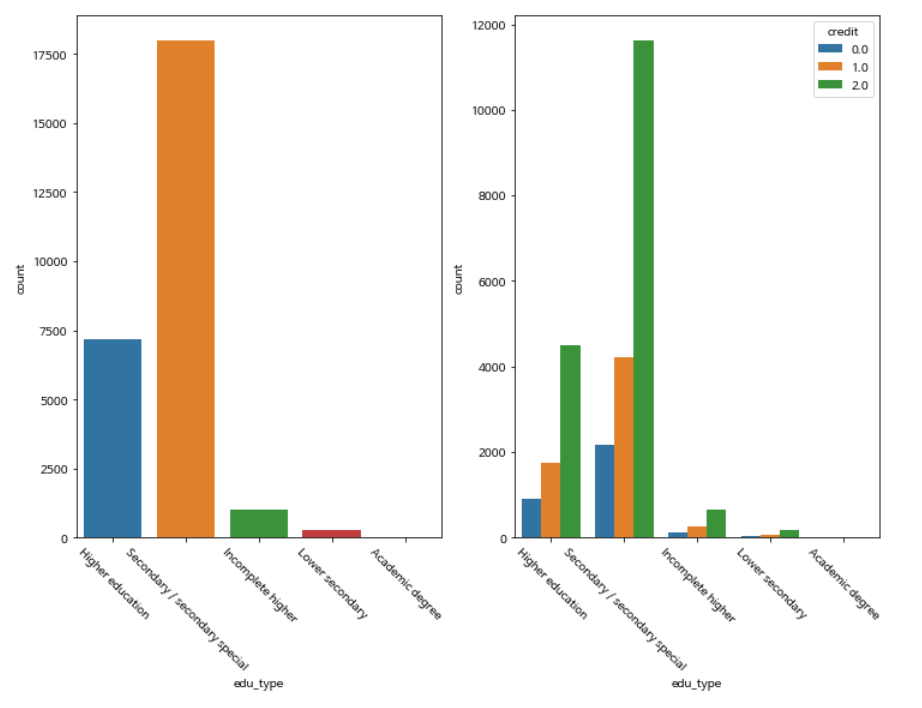 17500
15000
12500
10000
7500
5000
2500
0
count
Higher education
Secondary / secondary special
Incomplete higher
Lower secondary
Academic degree
edu_type
12000
10000
8000
6000
4000
2000
0
count
credit
0.0
1.0
2.0
Higher education
Secondary / secondary special
Incomplete higher
Lower secondary
Academic degree
edu_type